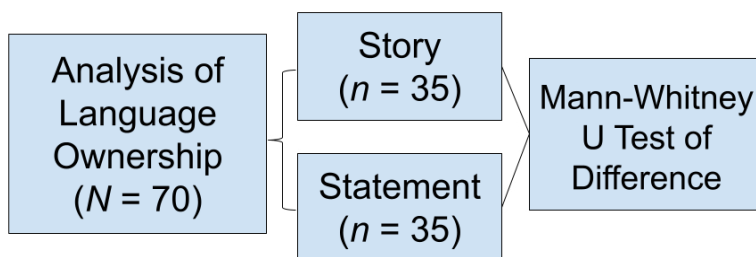 Analysis of
Language
Ownership
(N = 70)
Story
(n = 35)
Statement
(n = 35)
Mann-Whitney
U Test of
Difference